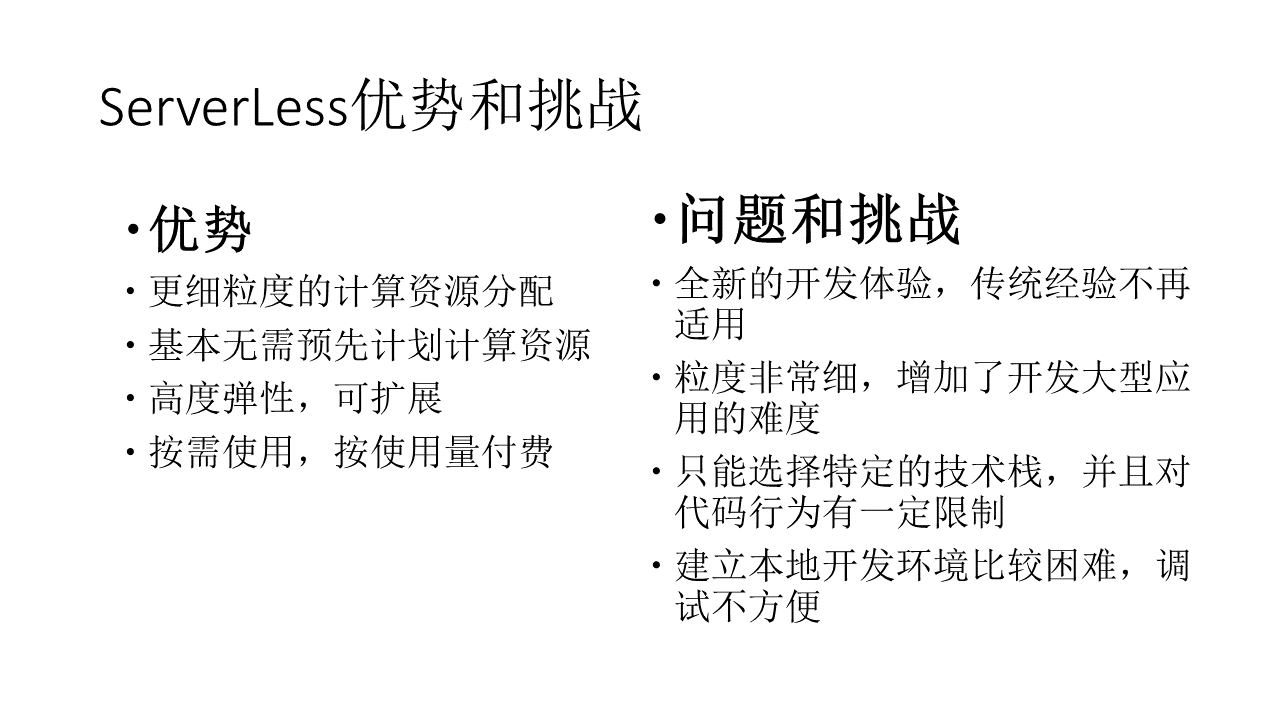 ServerLess优势和挑战
•优势
•更细粒度的计算资源分配
•基本无需预先计划计算资源
•高度弹性，可扩展
•按需使用，按使用量付费
•问题和挑战
•全新的开发体验，传统经验不再
适用
•粒度非常细，增加了开发大型应
用的难度
•只能选择特定的技术栈，并且对
代码行为有一定限制
•建立本地开发环境比较困难，调
试不方便